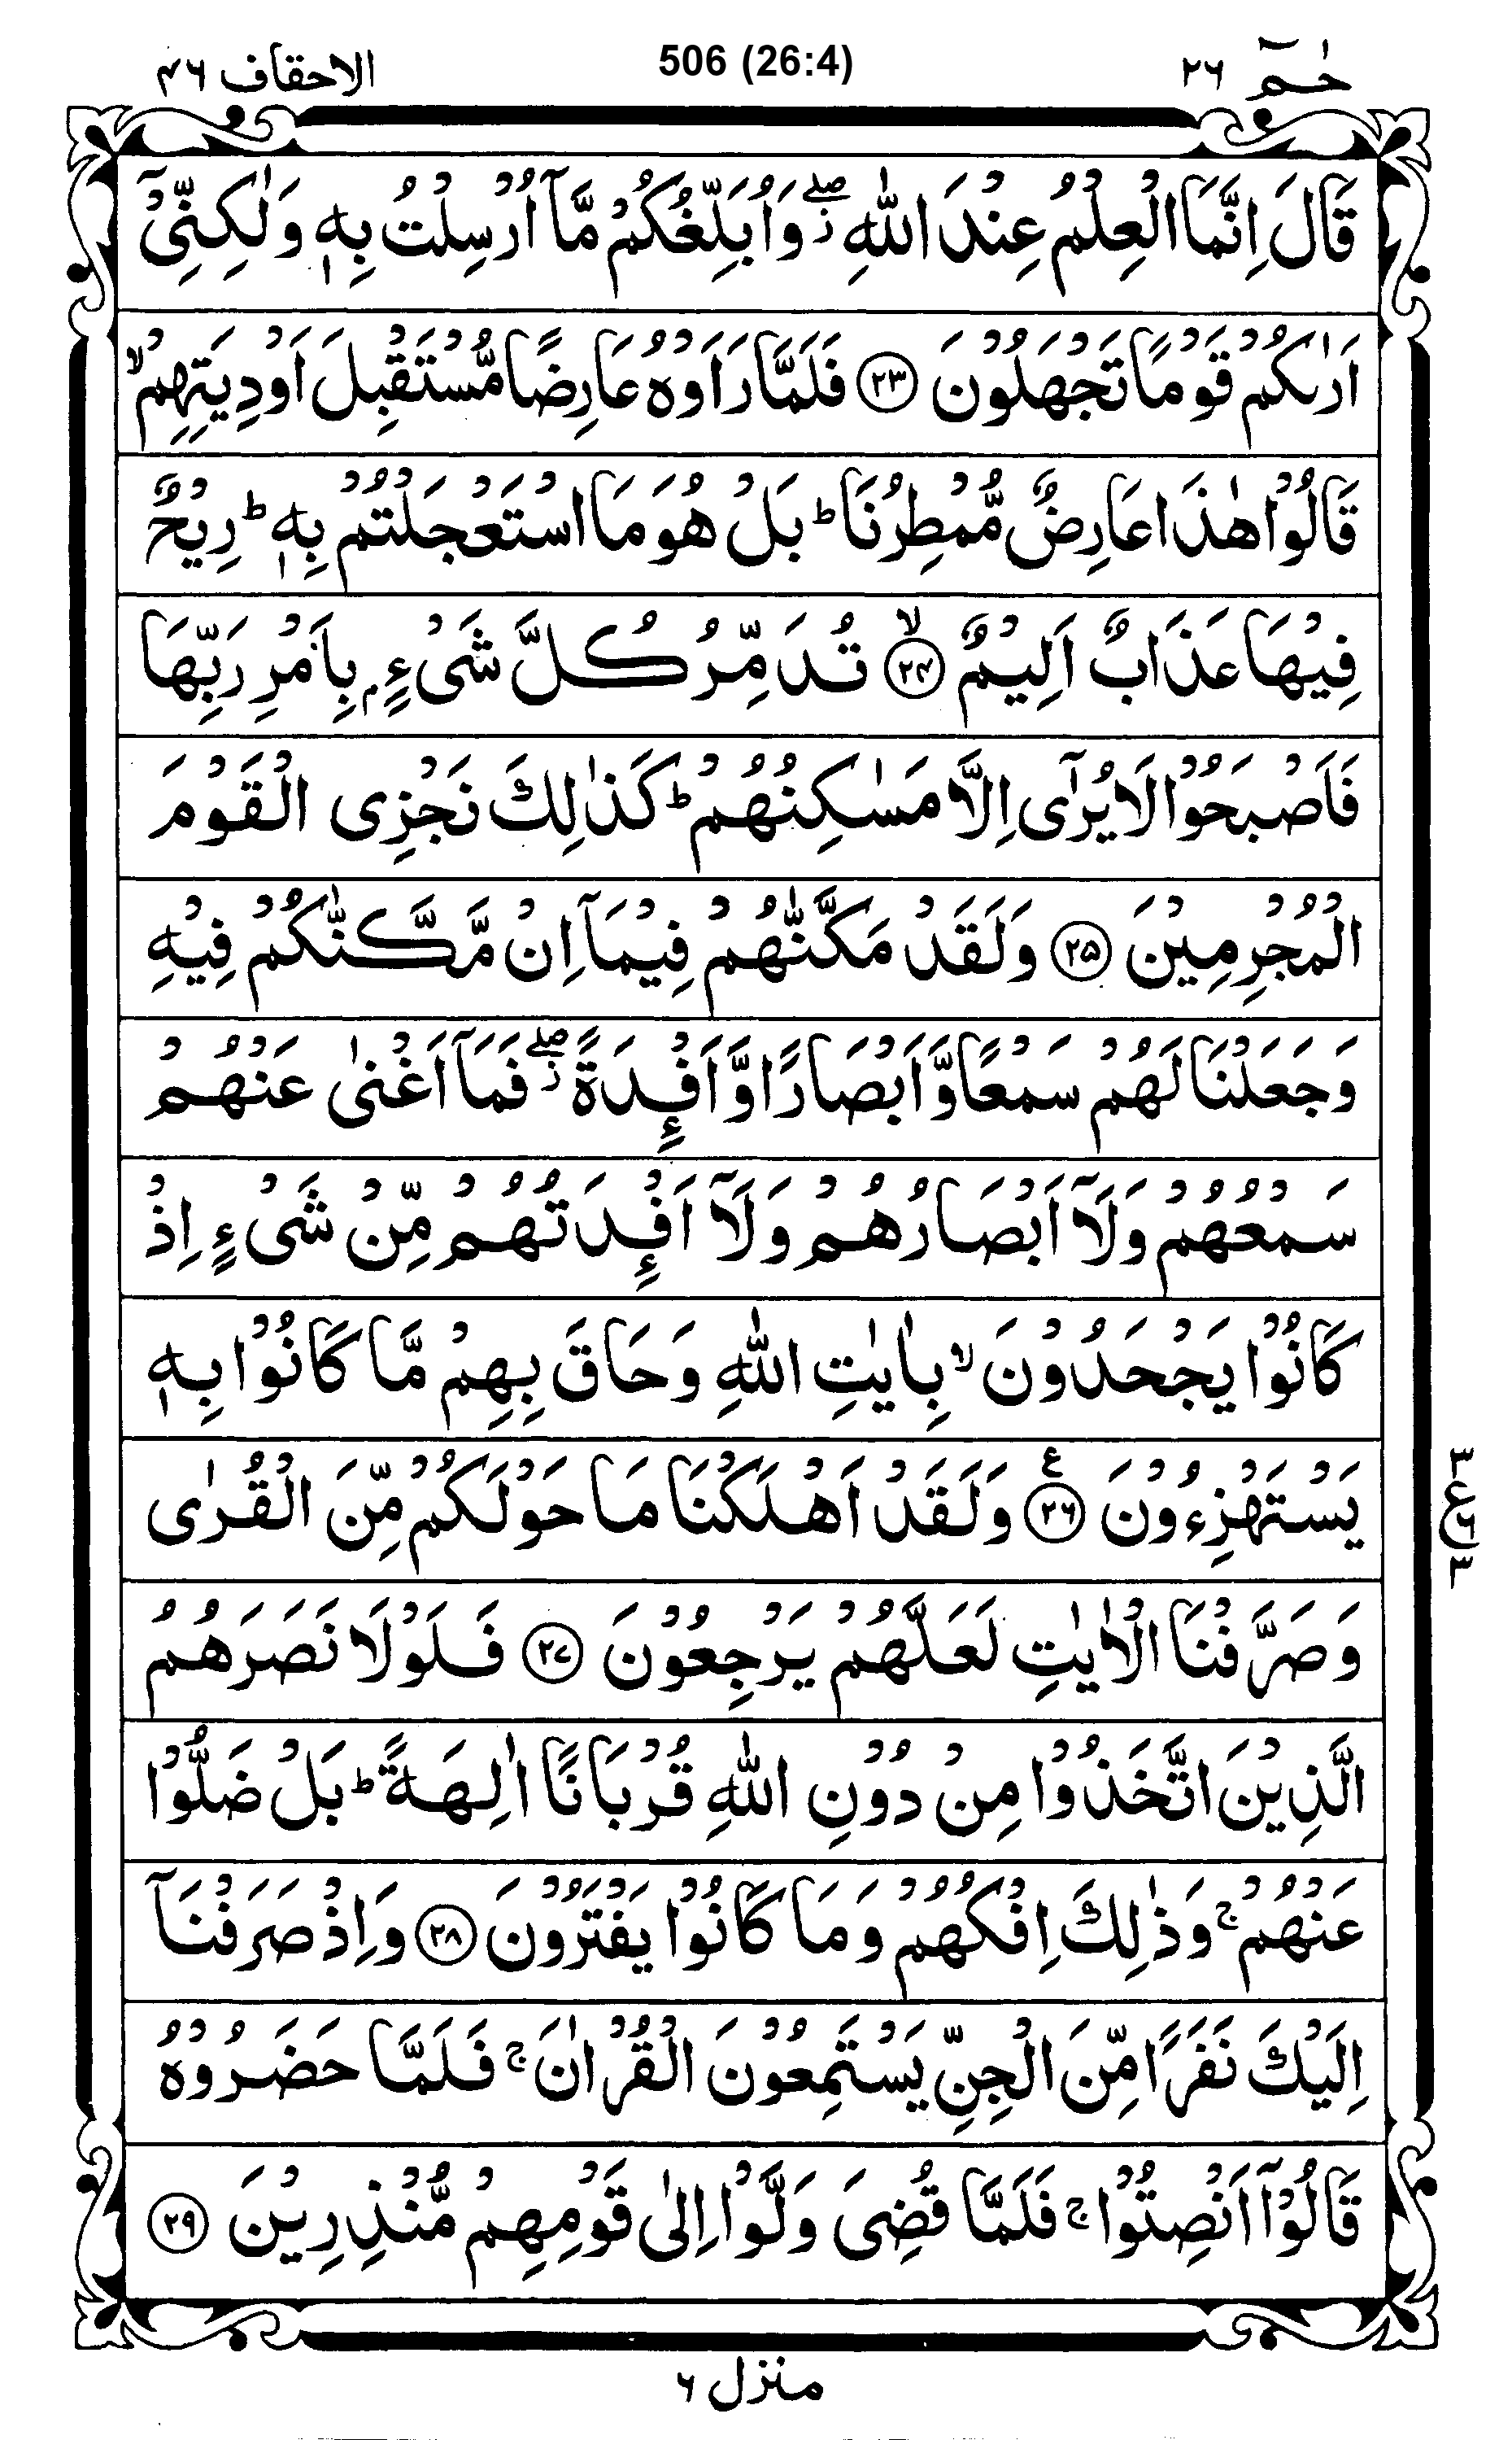 الاحقاف ٤٦
506 (26:4)
حٰمٓ ٢٦
قَالَ اِنَّمَا الْعِلْمُ عِنْدَ اللّٰهِ ۖز وَاُبَلِّغُكُمْ مَّآ اُرْسِلْتُ بِهٖ وَلٰكِنِّيْٓ
اَرٰىكُمْ قَوْمًا تَجْهَلُوْنَ ﴿٢٣﴾ فَلَمَّا رَاَوْهُ عَارِضًا مُّسْتَقْبِلَ اَوْدِيَتِهِمْ ۙ
قَالُوْا هٰذَا عَارِضٌ مُّمْطِرُنَا ؕ بَلْ هُوَ مَا اسْتَعْجَلْتُمْ بِهٖ ؕ رِيْحٌ
فِيْهَا عَذَابٌ اَلِيْمٌ ﴿٢٤﴾ ۙ تُدَمِّرُ كُلَّ شَىْءٍۭ بِاَمْرِ رَبِّهَا
فَاَصْبَحُوْا لَا يُرٰٓى اِلَّا مَسٰكِنُهُمْ ؕ كَذٰلِكَ نَجْزِى الْقَوْمَ
الْمُجْرِمِيْنَ ﴿٢٥﴾ وَلَقَدْ مَكَّنّٰهُمْ فِيْمَآ اِنْ مَّكَّنّٰكُمْ فِيْهِ
وَجَعَلْنَا لَهُمْ سَمْعًا وَّاَبْصَارًا وَّاَفْـِٕدَةً ۖز فَمَآ اَغْنٰى عَنْهُمْ
سَمْعُهُمْ وَلَآ اَبْصَارُهُمْ وَلَآ اَفْـِٕدَتُهُمْ مِّنْ شَىْءٍ اِذْ
كَانُوْا يَجْحَدُوْنَ ۙ بِاٰيٰتِ اللّٰهِ وَحَاقَ بِهِمْ مَّا كَانُوْا بِهٖ
يَسْتَهْزِءُوْنَ ﴿٢٦﴾ ع وَلَقَدْ اَهْلَكْنَا مَا حَوْلَكُمْ مِّنَ الْقُرٰى
٣ ع ٦ ٣
وَصَرَّفْنَا الْاٰيٰتِ لَعَلَّهُمْ يَرْجِعُوْنَ ﴿٢٧﴾ فَلَوْلَا نَصَرَهُمُ
الَّذِيْنَ اتَّخَذُوْا مِنْ دُوْنِ اللّٰهِ قُرْبَانًا اٰلِهَةً ؕ بَلْ ضَلُّوْا
عَنْهُمْ ۚ وَذٰلِكَ اِفْكُهُمْ وَمَا كَانُوْا يَفْتَرُوْنَ ﴿٢٨﴾ وَاِذْ صَرَفْنَآ
اِلَيْكَ نَفَرًا مِّنَ الْجِنِّ يَسْتَمِعُوْنَ الْقُرْاٰنَ ۚ فَلَمَّا حَضَرُوْهُ
قَالُوْٓا اَنْصِتُوْا ۚ فَلَمَّا قُضِىَ وَلَّوْا اِلٰى قَوْمِهِمْ مُّنْذِرِيْنَ ﴿٢٩﴾
منزل ٦